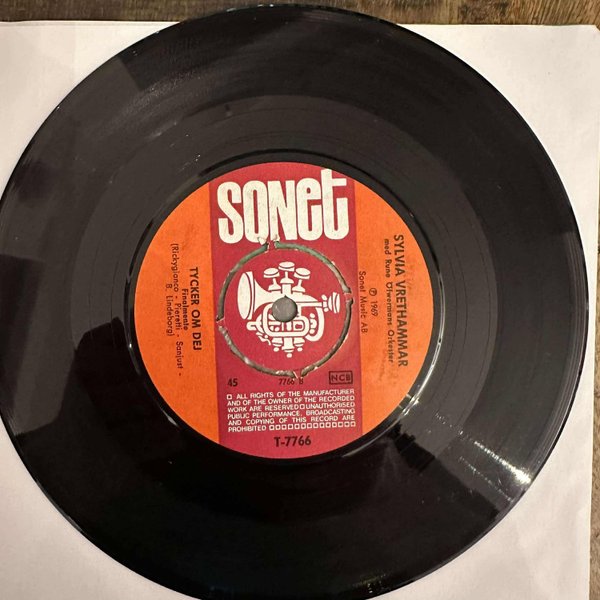 SONET
SYLVIA VRETHAMMAR
med Rune Öfwermans Orkester
℗ 1969
Sonet Music AB
TYCKER OM DEJ
Finalmente
(Rickygianco - Pieretti - Sanjust -
B. Lindeborg)
45
7766 B
NCB
□ ALL RIGHTS OF THE MANUFACTURER
AND OF THE OWNER OF THE RECORDED
WORK ARE RESERVED □ UNAUTHORISED
PUBLIC PERFORMANCE, BROADCASTING
AND COPYING OF THIS RECORD ARE
PROHIBITED □□□□□□□□□□□□□
T-7766